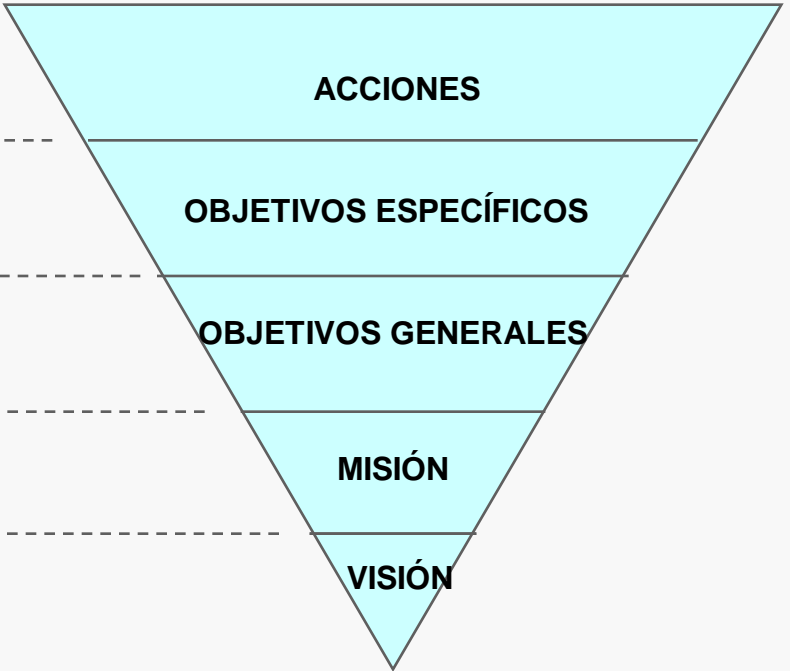 ACCIONES
OBJETIVOS ESPECÍFICOS
OBJETIVOS GENERALES
MISIÓN
VISIÓN